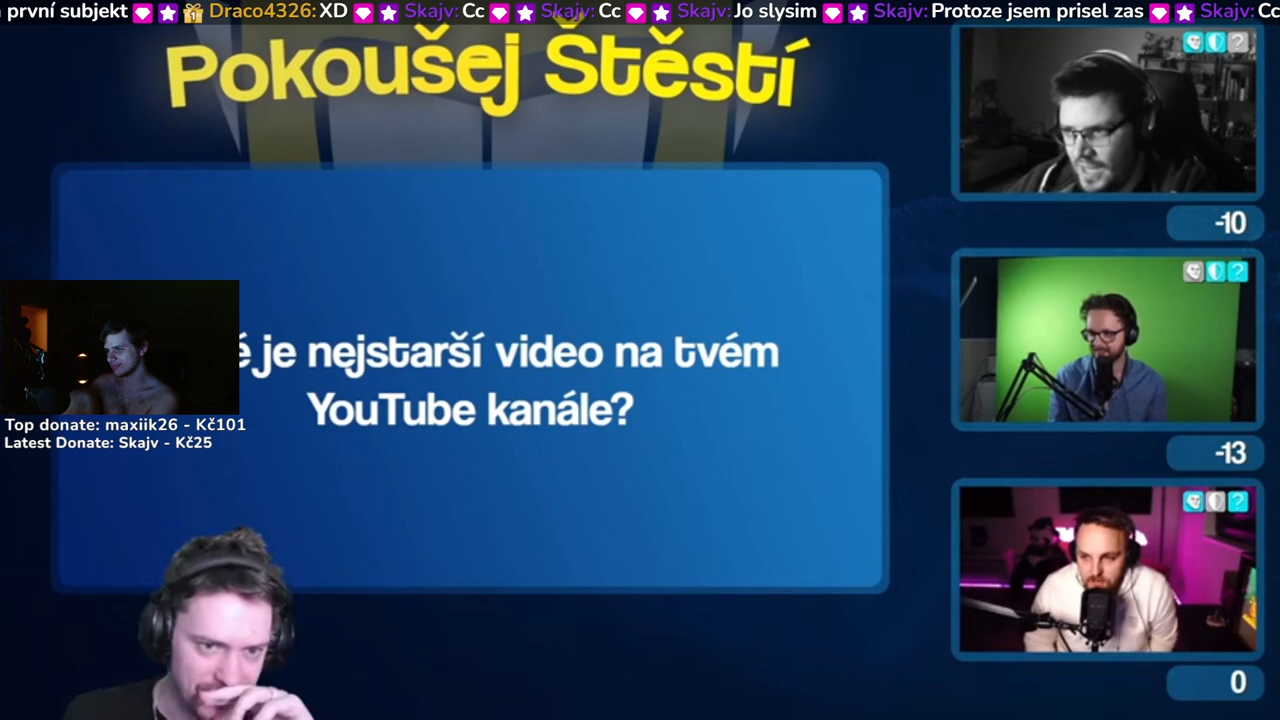 první subjekt Draco4326: XD Skajv: Cc Skajv: Cc Skajv: Jo slysim Skajv: Protoze jsem prisel zas Skajv: Cc
Pokoušej Štěstí
-10
é je nejstarší video na tvém
YouTube kanále?
Top donate: maxiik26 - Kč101
Latest Donate: Skajv - Kč25
-13
0